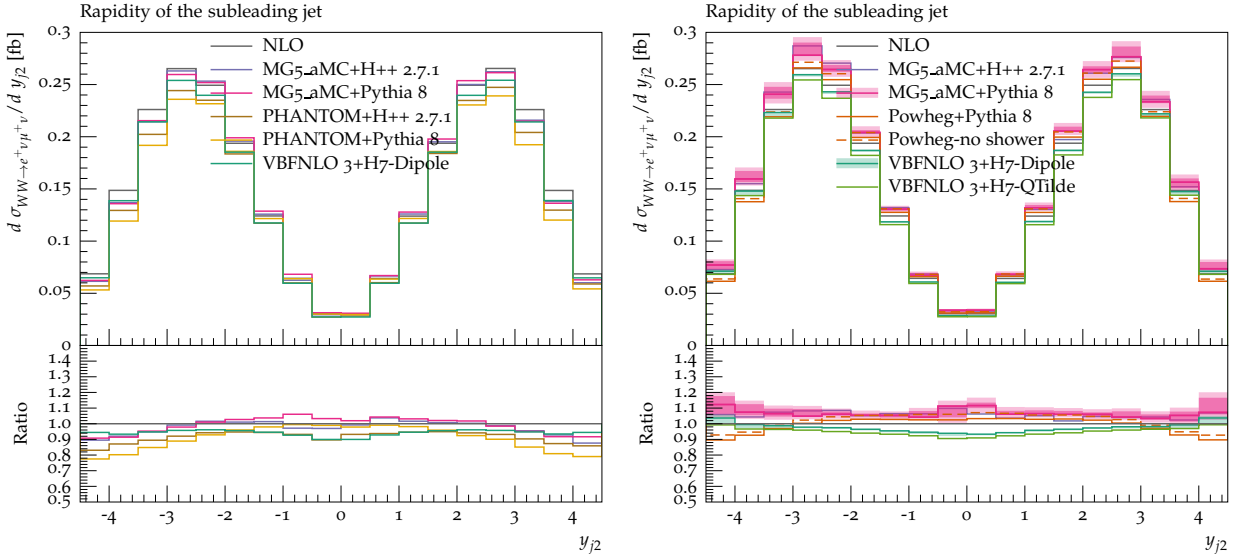 Rapidity of the subleading jet
d σ_{WW→e⁺νμ⁺ν}/d y_{j2} [fb]
0.3
0.25
0.2
0.15
0.1
0.05
0
NLO
MG5_aMC+H++ 2.7.1
MG5_aMC+Pythia 8
PHANTOM+H++ 2.7.1
PHANTOM+Pythia 8
VBFNLO 3+H7-Dipole
Ratio
1.4
1.3
1.2
1.1
1.0
0.9
0.8
0.7
0.6
0.5
-4 -3 -2 -1 0 1 2 3 4
y_{j2}
Rapidity of the subleading jet
d σ_{WW→e⁺νμ⁺ν}/d y_{j2} [fb]
0.3
0.25
0.2
0.15
0.1
0.05
0
NLO
MG5_aMC+H++ 2.7.1
MG5_aMC+Pythia 8
Powheg+Pythia 8
Powheg-no shower
VBFNLO 3+H7-Dipole
VBFNLO 3+H7-QTilde
Ratio
1.4
1.3
1.2
1.1
1.0
0.9
0.8
0.7
0.6
0.5
-4 -3 -2 -1 0 1 2 3 4
y_{j2}